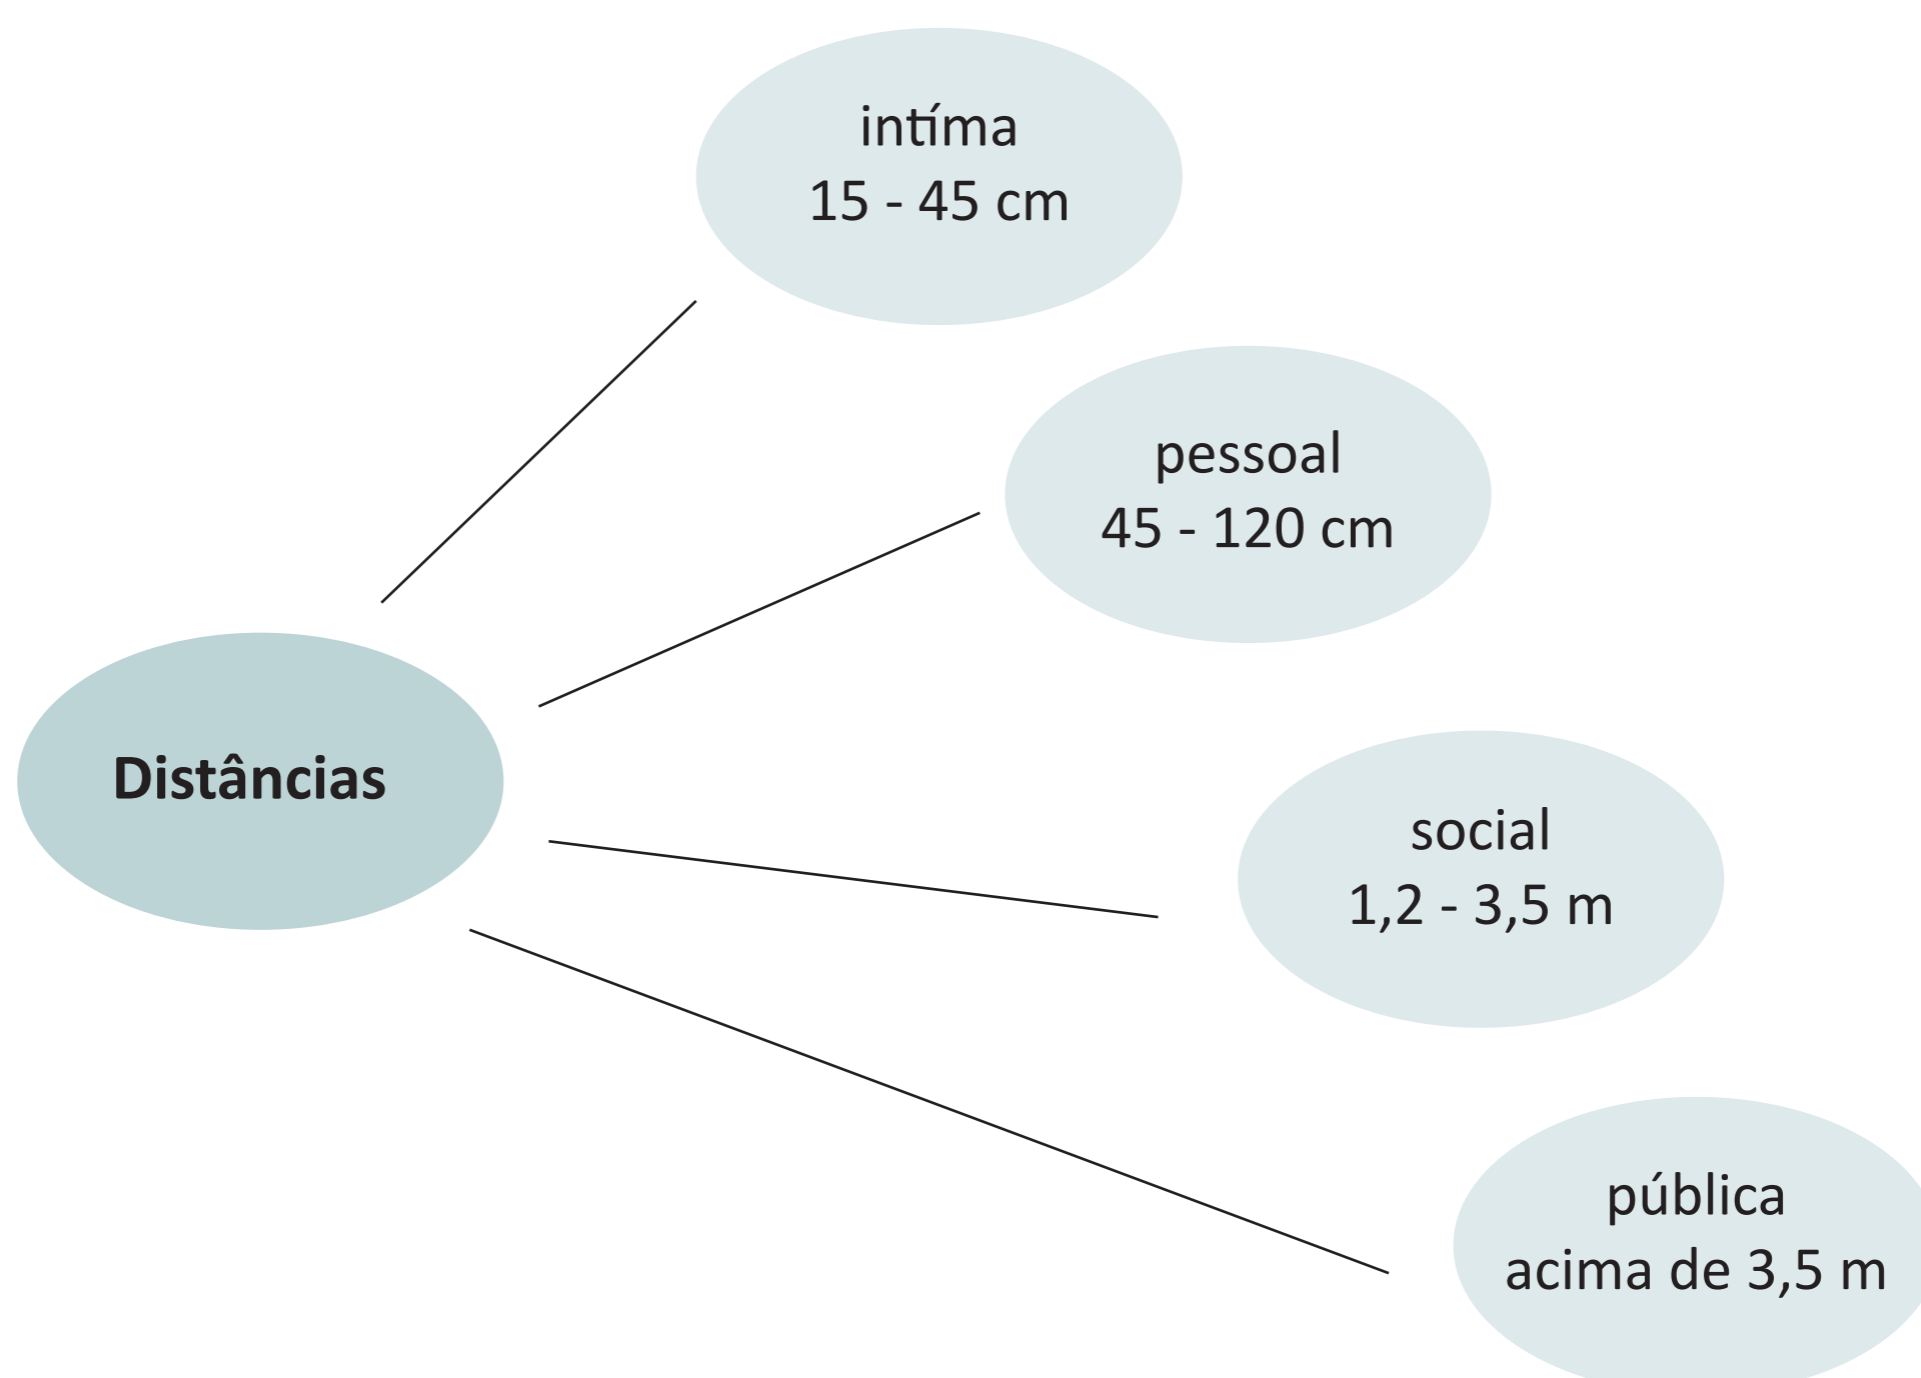 intíma
15 - 45 cm
pessoal
45 - 120 cm
Distâncias
social
1,2 - 3,5 m
pública
acima de 3,5 m